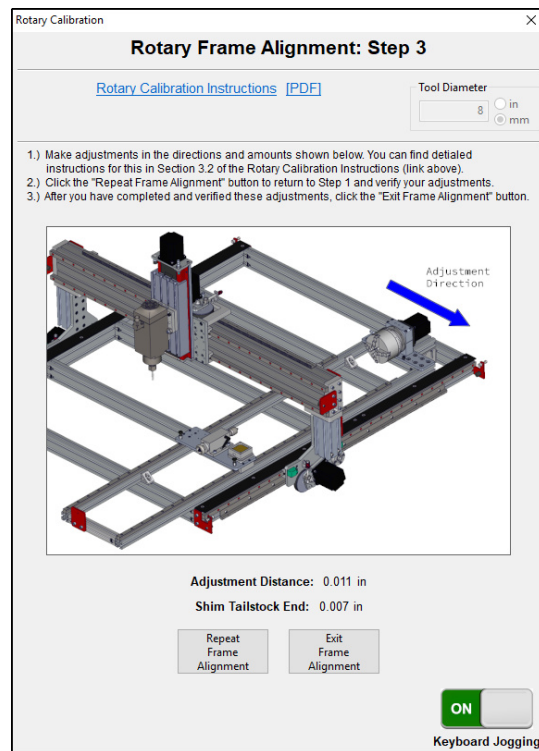 Rotary Calibration
Rotary Frame Alignment: Step 3
Rotary Calibration Instructions [PDF]
Tool Diameter
8
in
mm
1.) Make adjustments in the directions and amounts shown below. You can find detialed
instructions for this in Section 3.2 of the Rotary Calibration Instructions (link above).
2.) Click the "Repeat Frame Alignment" button to return to Step 1 and verify your adjustments.
3.) After you have completed and verified these adjustments, click the "Exit Frame Alignment" button.
Adjustment
Direction
Adjustment Distance: 0.011 in
Shim Tailstock End: 0.007 in
Repeat
Frame
Alignment
Exit
Frame
Alignment
ON
Keyboard Jogging